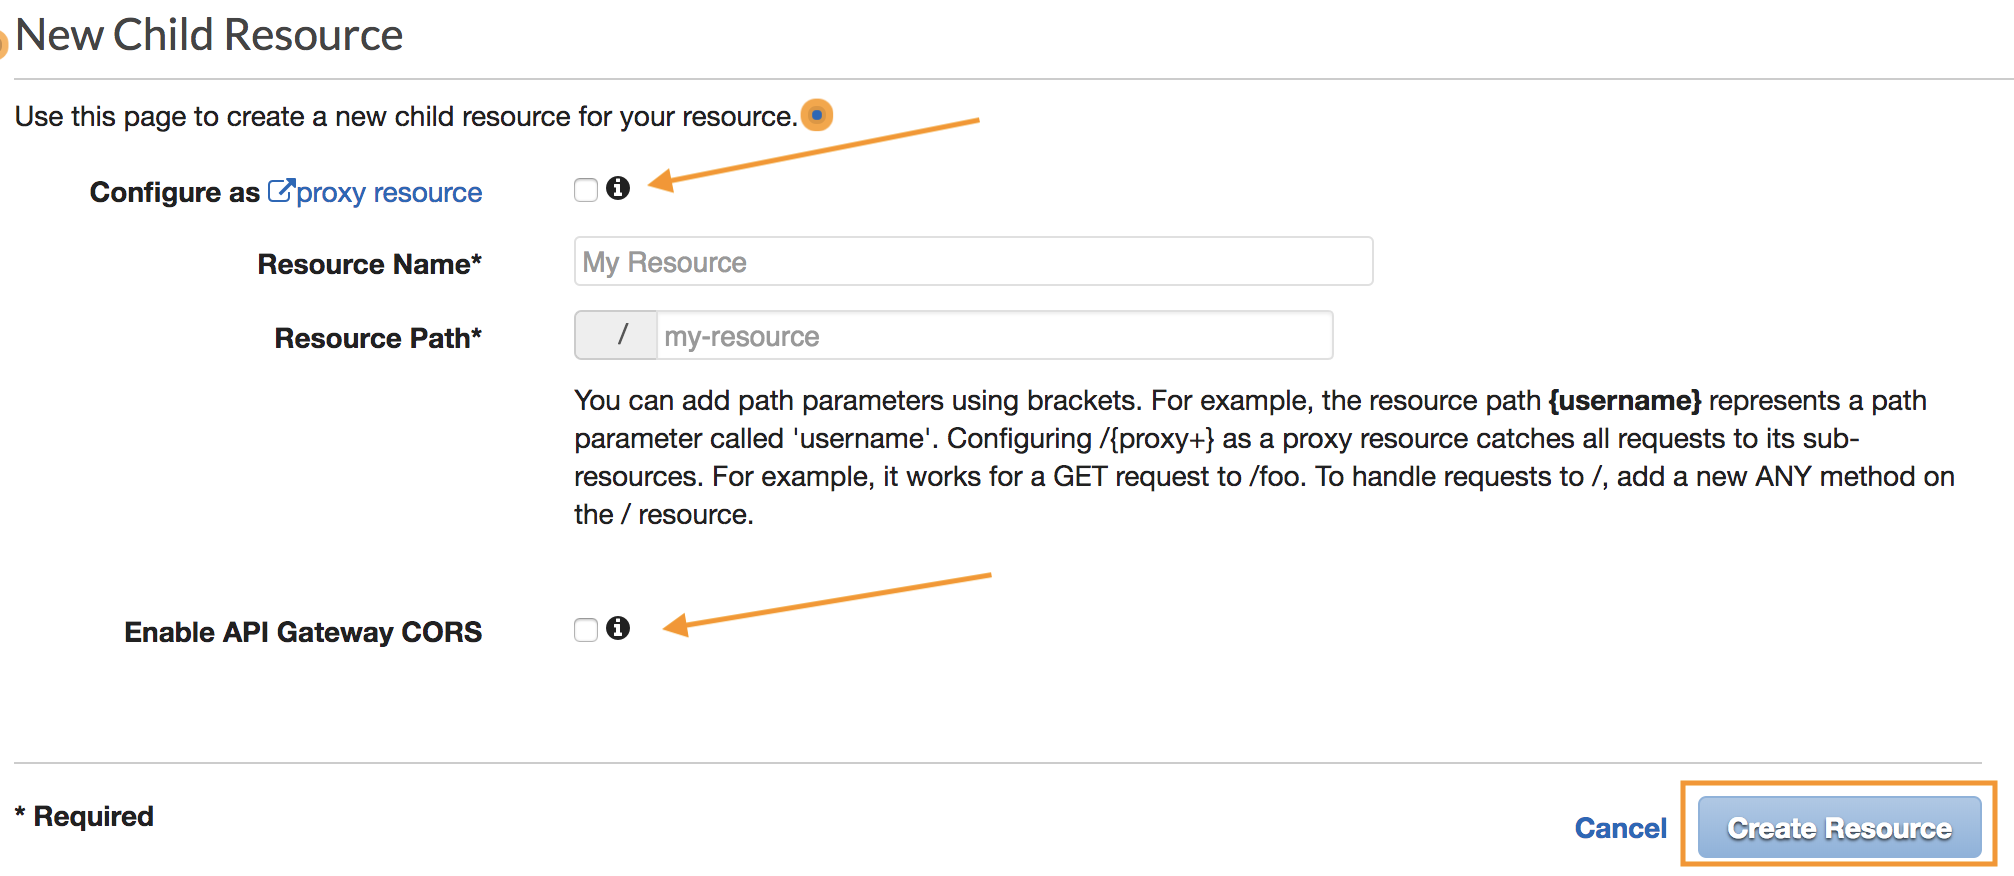 New Child Resource
Use this page to create a new child resource for your resource.
Configure as proxy resource
Resource Name*
My Resource
Resource Path*
/ my-resource
You can add path parameters using brackets. For example, the resource path {username} represents a path
parameter called 'username'. Configuring /{proxy+} as a proxy resource catches all requests to its sub-
resources. For example, it works for a GET request to /foo. To handle requests to /, add a new ANY method on
the / resource.
Enable API Gateway CORS
* Required
Cancel
Create Resource